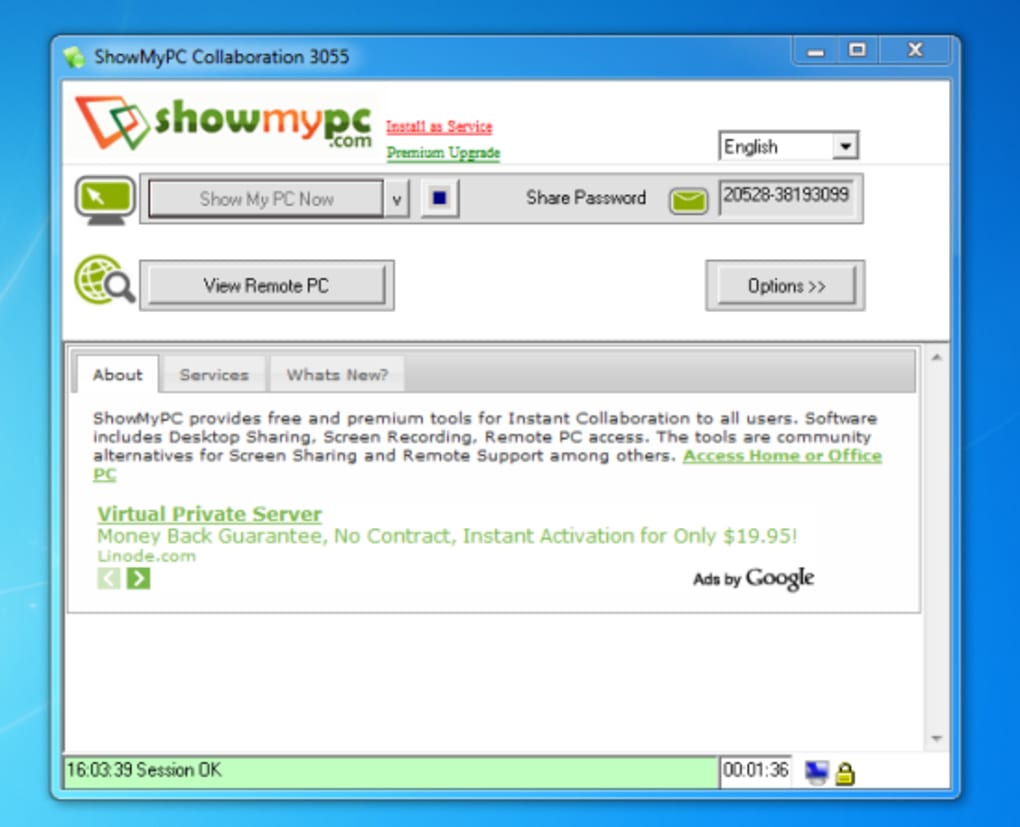 ShowMyPC Collaboration 3055
showmypc
.com
Install as Service
Premium Upgrade
English
Show My PC Now
v
Share Password
20528-38193099
View Remote PC
Options >>
About
Services
Whats New?
ShowMyPC provides free and premium tools for Instant Collaboration to all users. Software
includes Desktop Sharing, Screen Recording, Remote PC access. The tools are community
alternatives for Screen Sharing and Remote Support among others. Access Home or Office
PC
Virtual Private Server
Money Back Guarantee, No Contract, Instant Activation for Only $19.95!
Linode.com
Ads by Google
16:03:39 Session OK
00:01:36